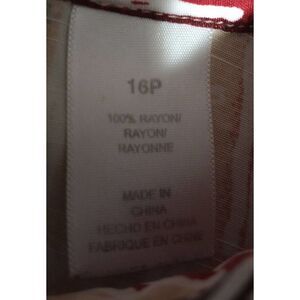 16P
100% RAYON/
RAYON/
RAYONNE
MADE IN
CHINA
HECHO EN CHINA
FABRIQUE EN CHINE